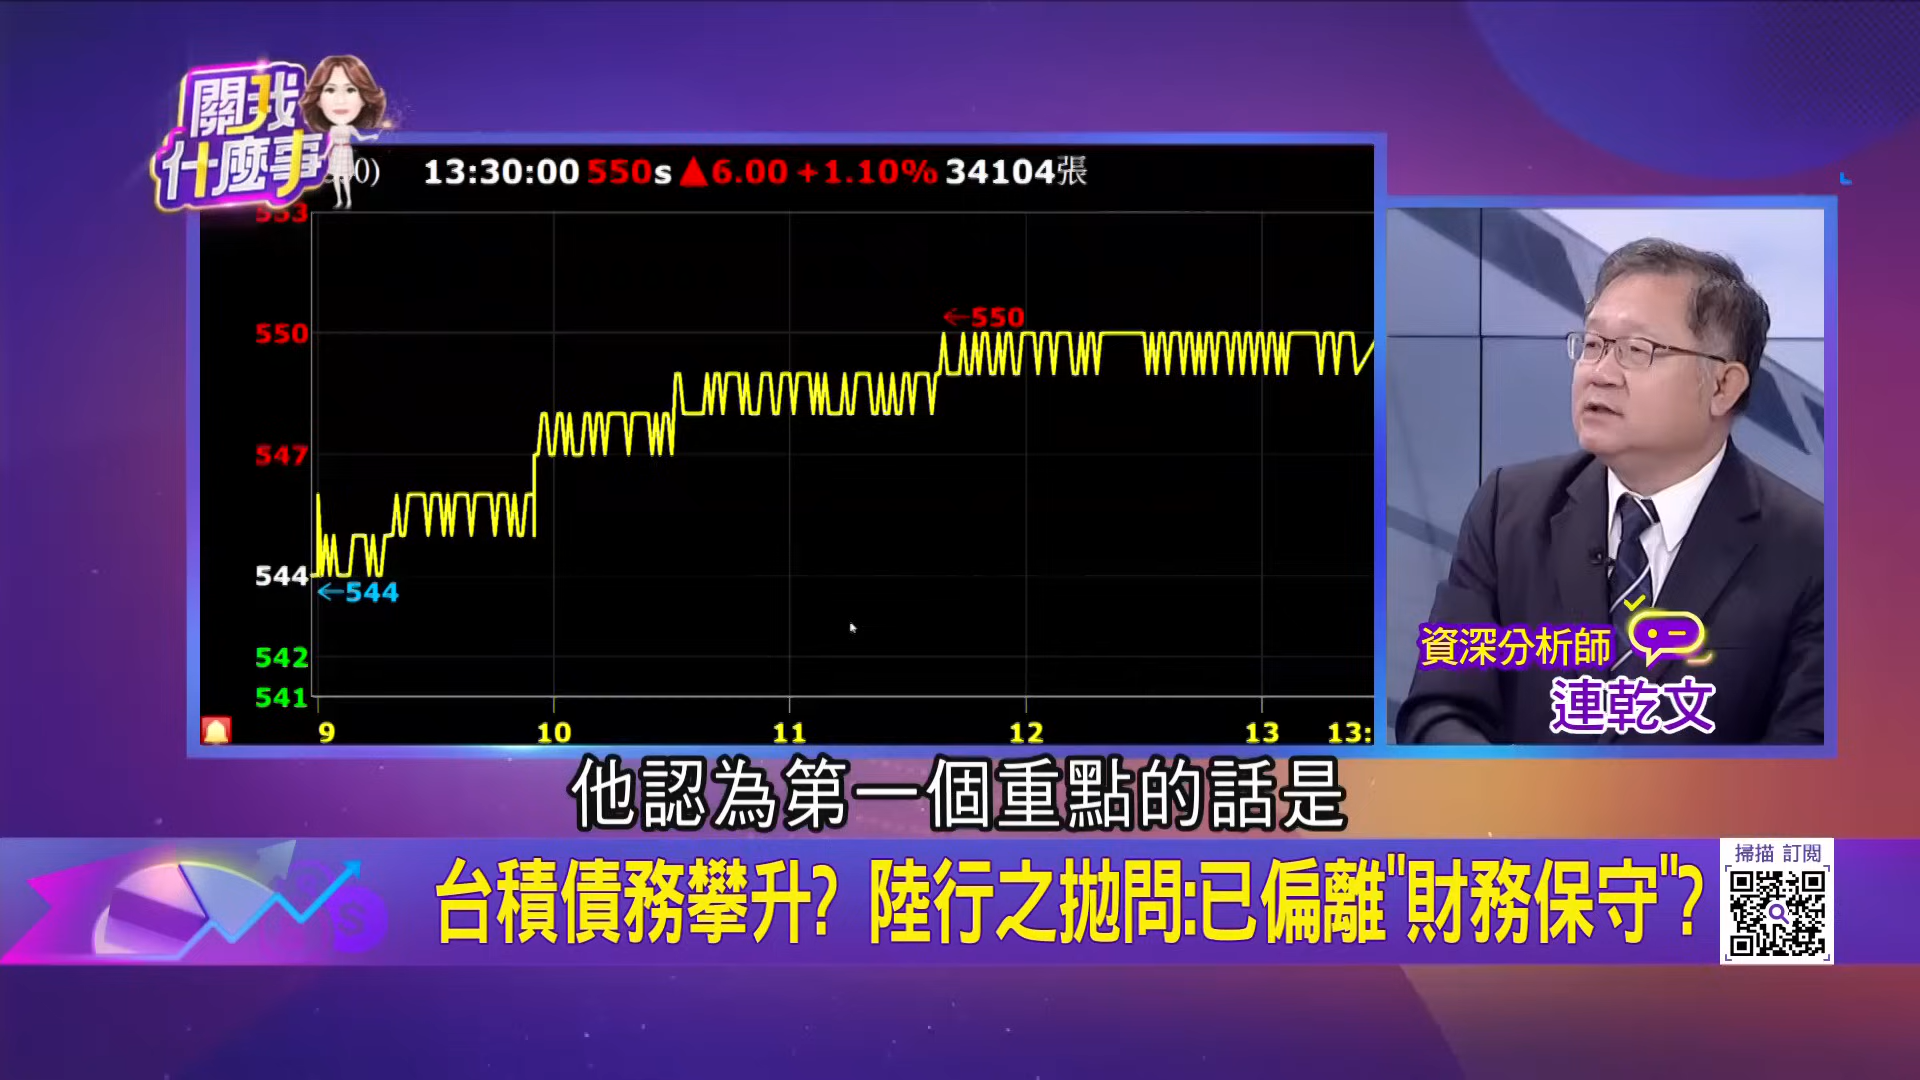 關我
什麼事
0)
13:30:00 550s ▲6.00 +1.10% 34104張
553
550
547
544
542
541
←550
←544
9 10 11 12 13 13:
資深分析師
連乾文
他認為第一個重點的話是
台積債務攀升? 陸行之拋問:已偏離"財務保守"?
掃描 訂閱